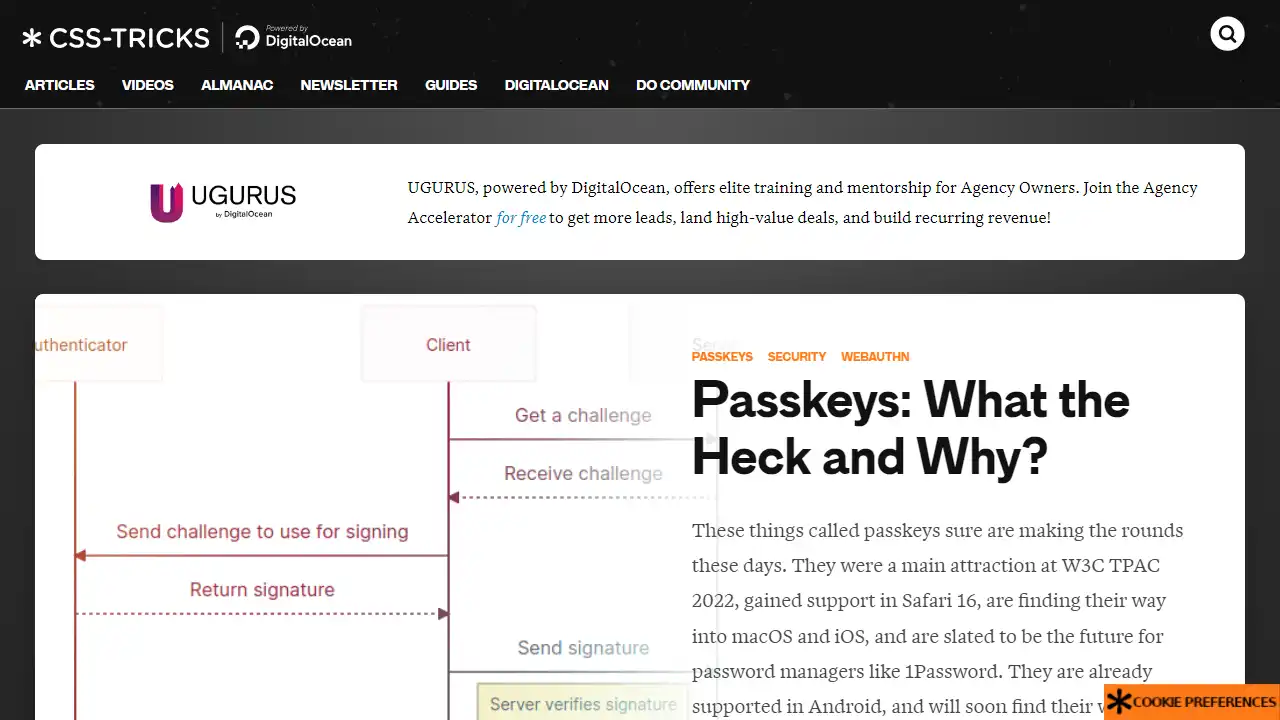 CSS-TRICKS
Powered by
DigitalOcean
ARTICLES VIDEOS ALMANAC NEWSLETTER GUIDES DIGITALOCEAN DO COMMUNITY
UGURUS
by DigitalOcean
UGURUS, powered by DigitalOcean, offers elite training and mentorship for Agency Owners. Join the Agency
Accelerator for free to get more leads, land high-value deals, and build recurring revenue!
uthenticator
Client
Get a challenge
Receive challenge
Send challenge to use for signing
Return signature
Send signature
Server verifies signature
PASSKEYS SECURITY WEBAUTHN
Passkeys: What the
Heck and Why?
These things called passkeys sure are making the rounds
these days. They were a main attraction at W3C TPAC
2022, gained support in Safari 16, are finding their way
into macOS and iOS, and are slated to be the future for
password managers like 1Password. They are already
supported in Android, and will soon find their
COOKIE PREFERENCES